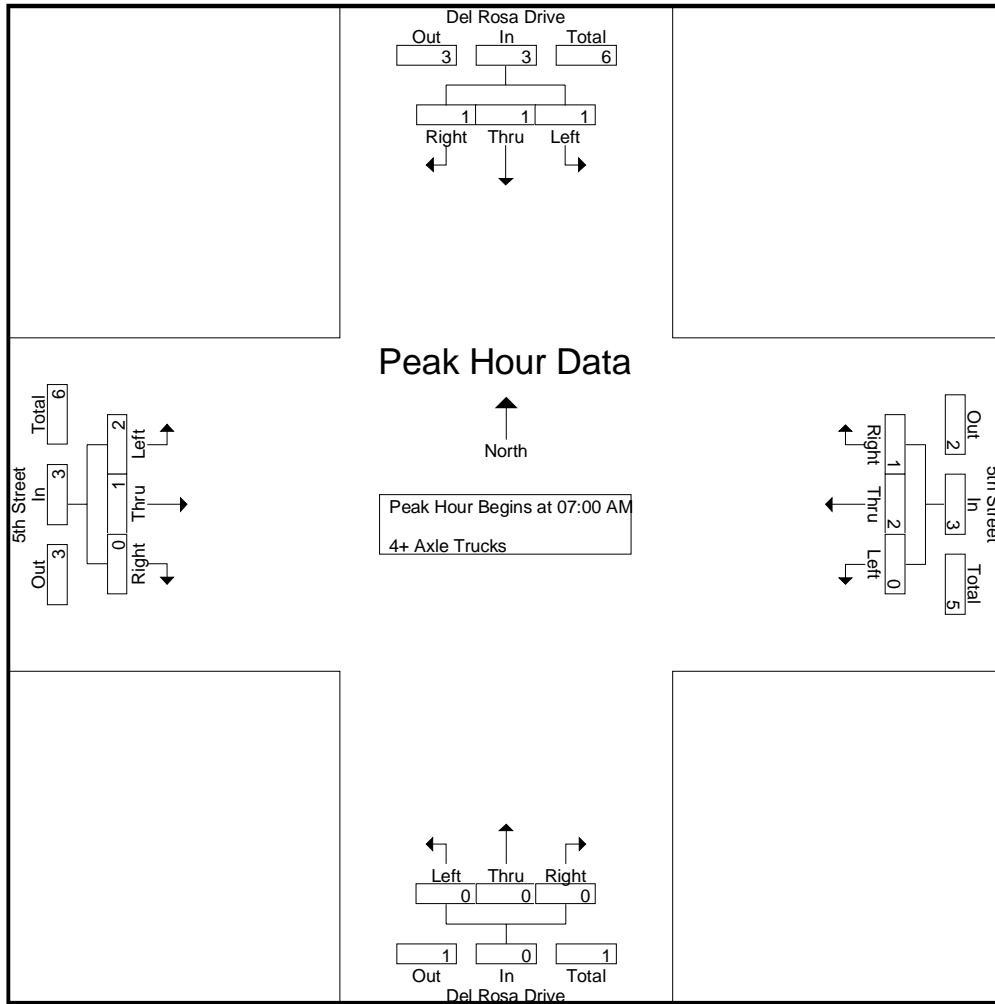 Del Rosa Drive
Out In Total
3 3 6
1 1 1
Right Thru Left
Peak Hour Data
North
Peak Hour Begins at 07:00 AM
4+ Axle Trucks
5th Street
Total In Out
6 3 3
2 1 0
Left Thru Right
5th Street
Out In Total
2 3 5
1 2 0
Right Thru Left
Left Thru Right
0 0 0
1 0 1
Out In Total
Del Rosa Drive